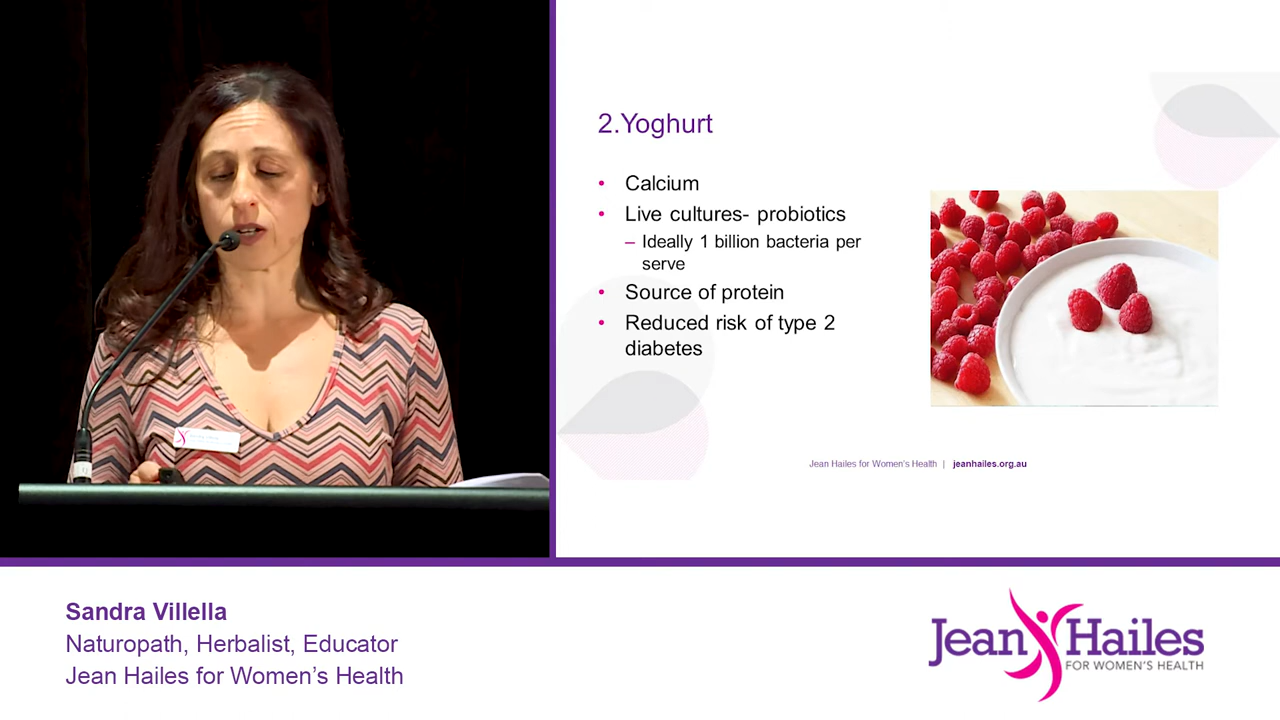 2.Yoghurt
• Calcium
• Live cultures- probiotics
– Ideally 1 billion bacteria per
serve
• Source of protein
• Reduced risk of type 2
diabetes
Jean Hailes for Women's Health | jeanhailes.org.au
Sandra Villella
Naturopath, Herbalist, Educator
Jean Hailes for Women’s Health
Jean Hailes
FOR WOMEN'S HEALTH